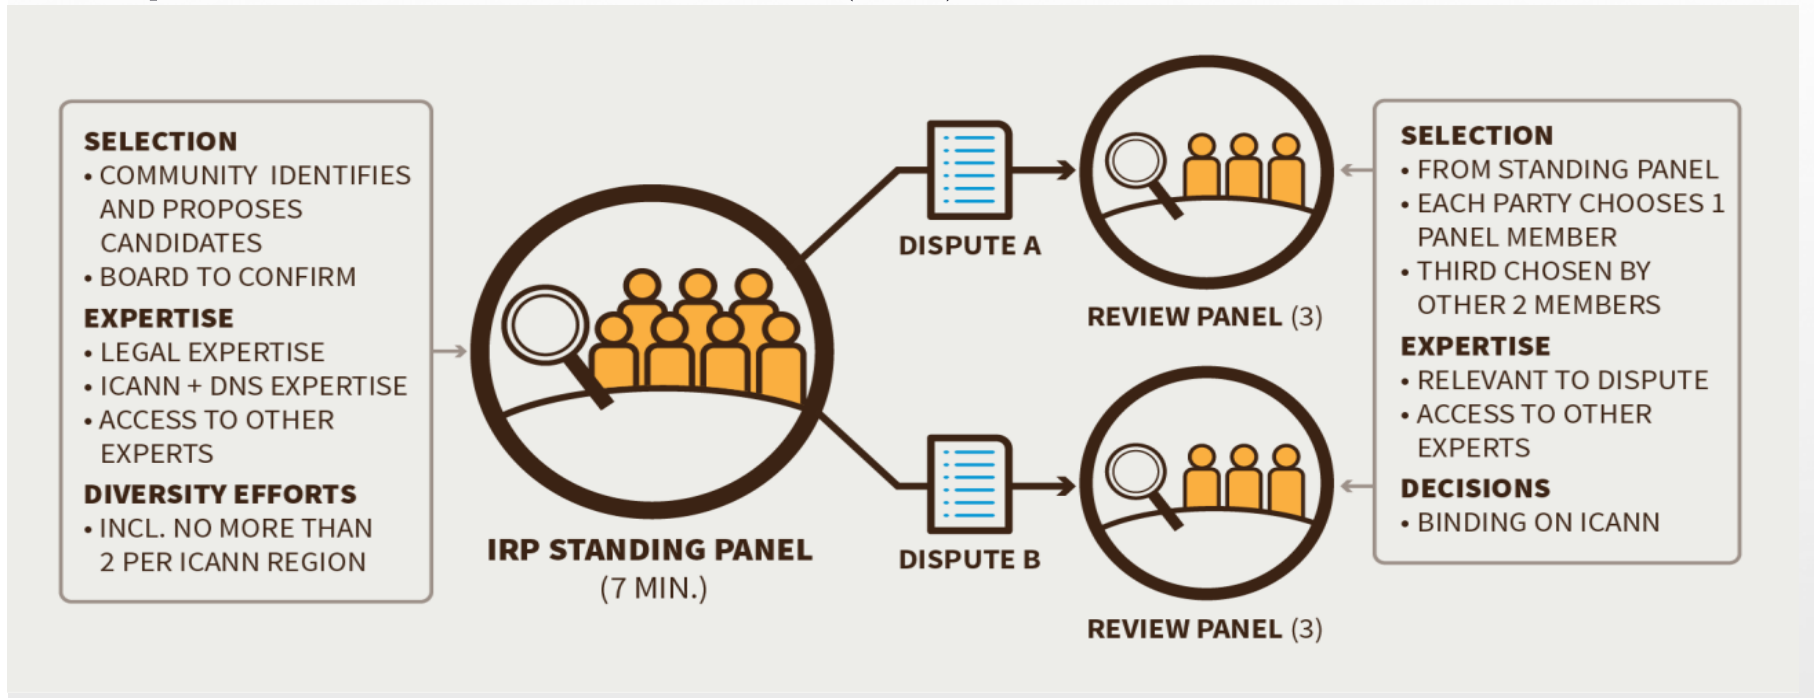 SELECTION
• COMMUNITY IDENTIFIES
AND PROPOSES
CANDIDATES
• BOARD TO CONFIRM
EXPERTISE
• LEGAL EXPERTISE
• ICANN + DNS EXPERTISE
• ACCESS TO OTHER
EXPERTS
DIVERSITY EFFORTS
• INCL. NO MORE THAN
2 PER ICANN REGION
IRP STANDING PANEL
(7 MIN.)
DISPUTE A
REVIEW PANEL (3)
DISPUTE B
REVIEW PANEL (3)
SELECTION
• FROM STANDING PANEL
• EACH PARTY CHOOSES 1
PANEL MEMBER
• THIRD CHOSEN BY
OTHER 2 MEMBERS
EXPERTISE
• RELEVANT TO DISPUTE
• ACCESS TO OTHER
EXPERTS
DECISIONS
• BINDING ON ICANN